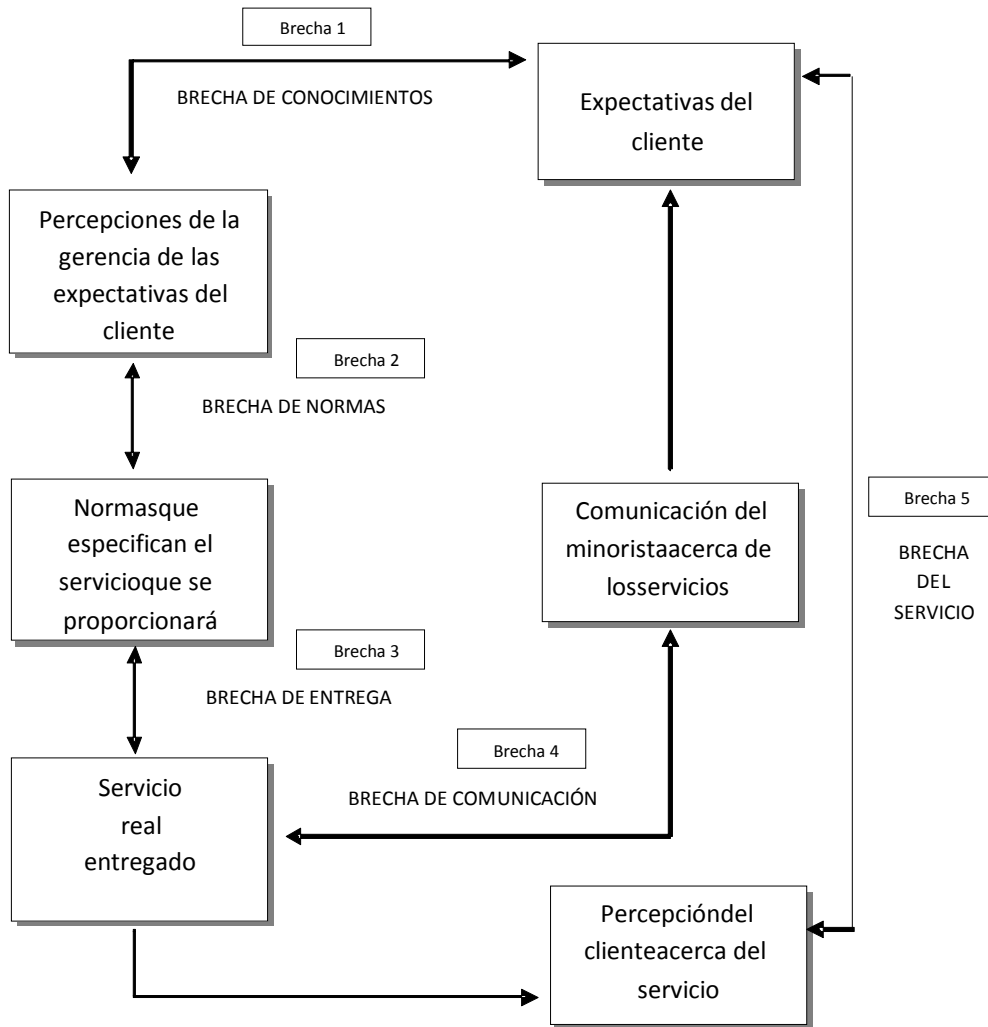 Brecha 1
BRECHA DE CONOCIMIENTOS
Expectativas del
cliente
Percepciones de la
gerencia de las
expectativas del
cliente
Brecha 2
BRECHA DE NORMAS
Normasque
especifican el
servicioque se
proporcionará
Comunicación del
minoristaacerca de
losservicios
Brecha 5
BRECHA
DEL
SERVICIO
Brecha 3
BRECHA DE ENTREGA
Brecha 4
BRECHA DE COMUNICACIÓN
Servicio
real
entregado
Percepcióndel
clienteacerca del
servicio